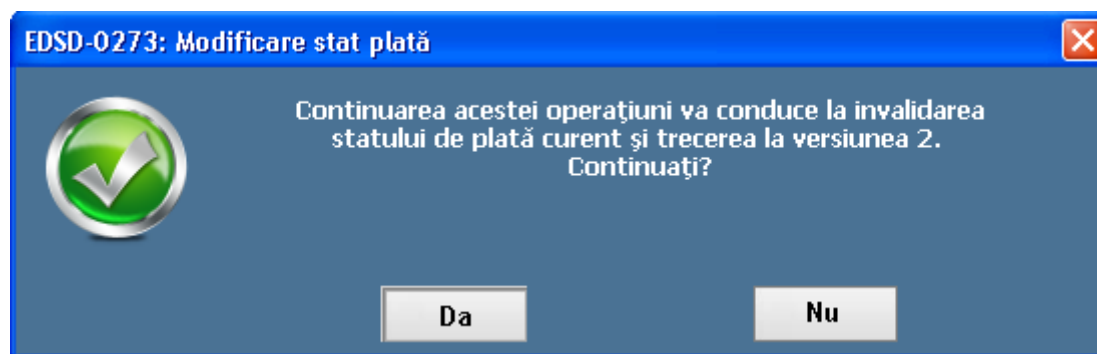 EDSD-0273: Modificare stat plată
Continuarea acestei operaţiuni va conduce la invalidarea
statului de plată curent şi trecerea la versiunea 2.
Continuaţi?
Da
Nu